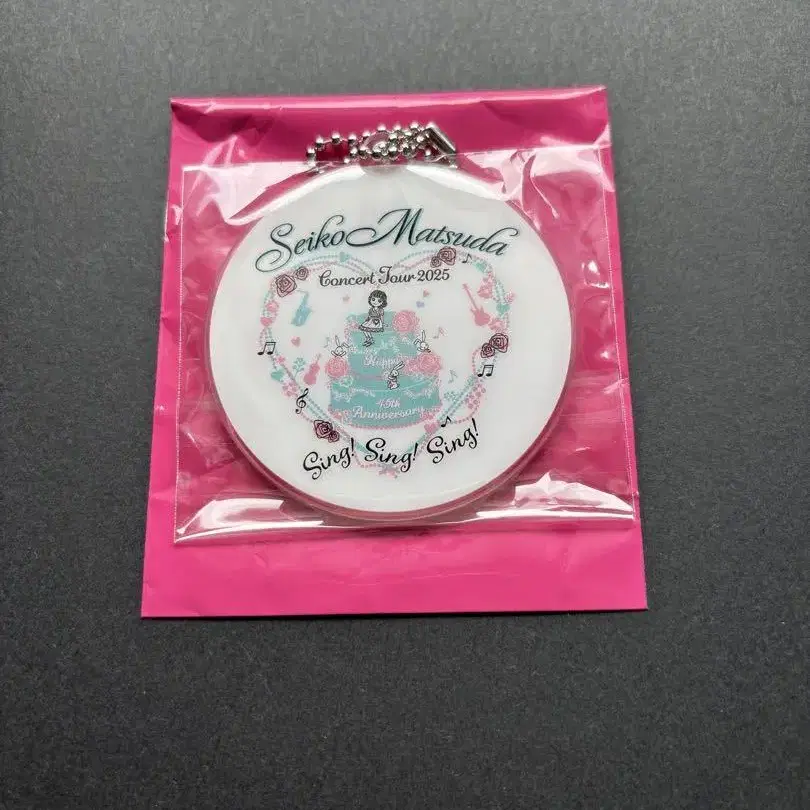 Seiko Matsuda
Concert Tour 2025
Happy
45th
Anniversary
Sing! Sing! Sing!